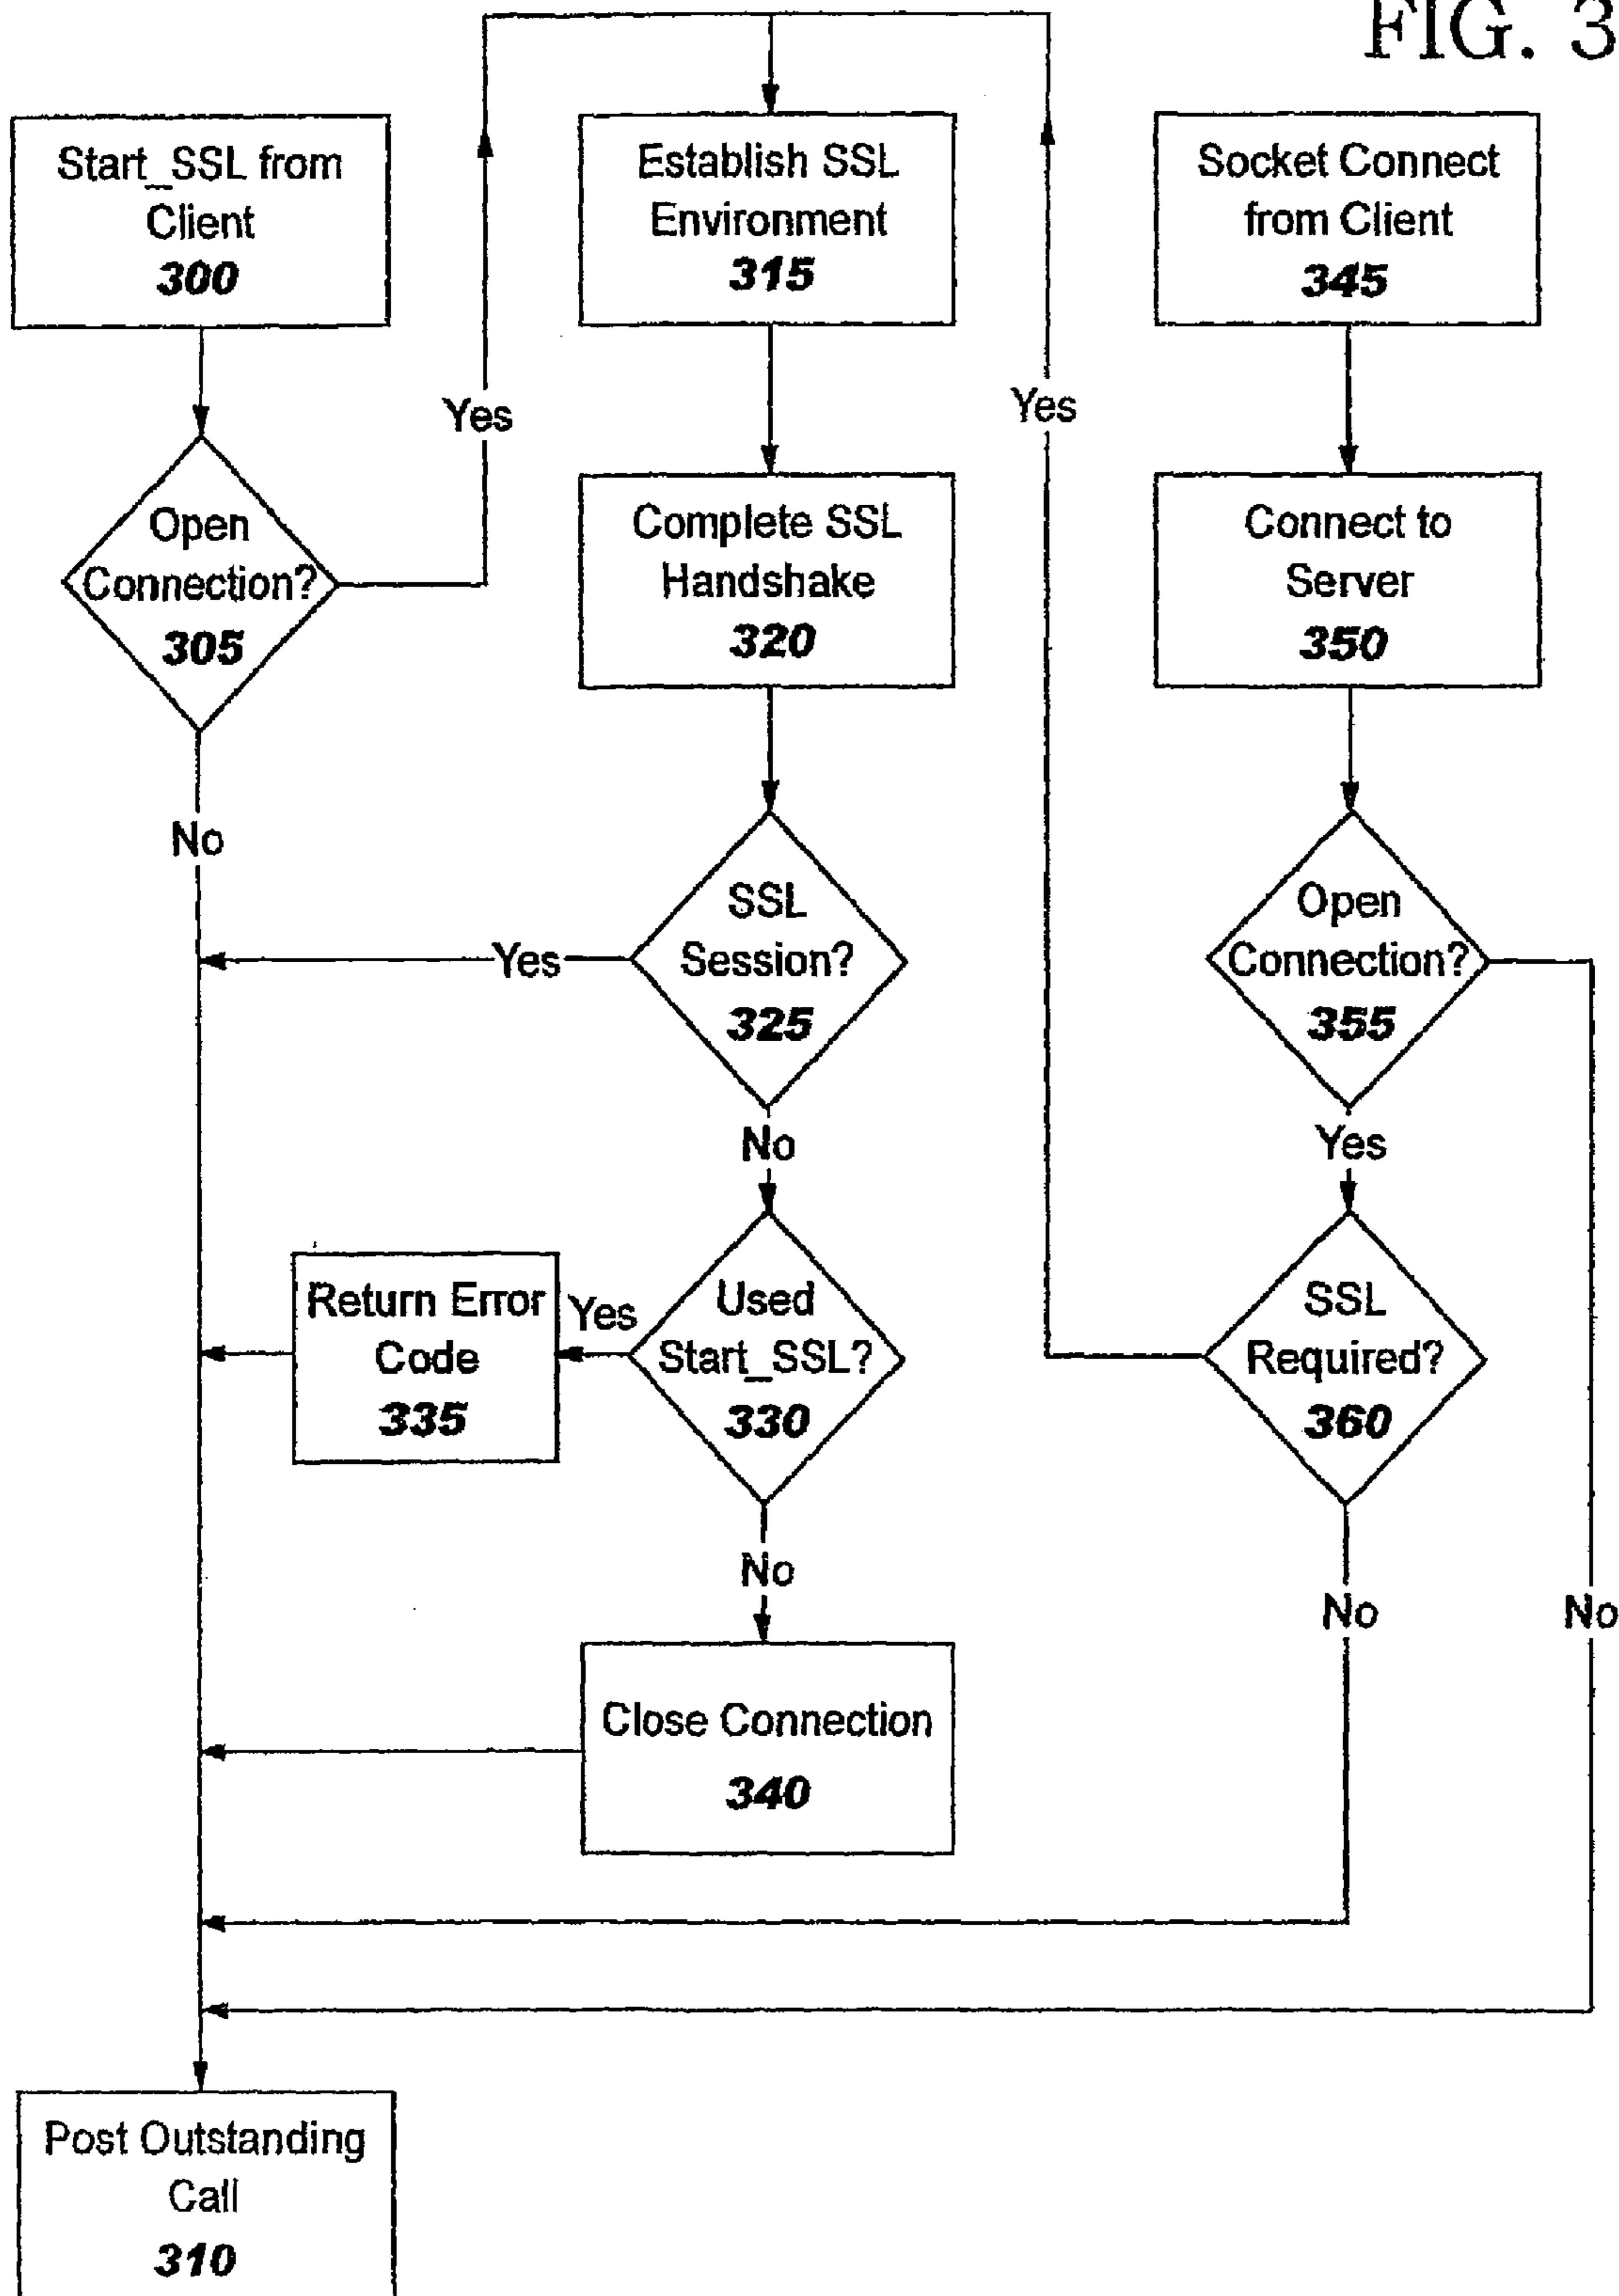 FIG. 3
Start_SSL from
Client
300
Open
Connection?
305
Yes
No
Establish SSL
Environment
315
Complete SSL
Handshake
320
SSL
Session?
325
Yes
No
Used
Start_SSL?
330
Yes
Return Error
Code
335
No
Close Connection
340
Socket Connect
from Client
345
Connect to
Server
350
Open
Connection?
355
Yes
No
SSL
Required?
360
Yes
No
Post Outstanding
Call
310